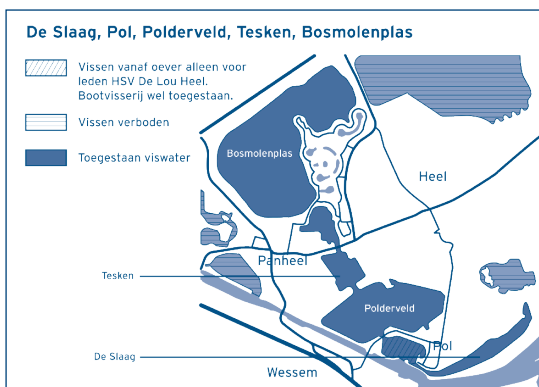 De Slaag, Pol, Polderveld, Tesken, Bosmolenplas
Vissen vanaf oever alleen voor
leden HSV De Lou Heel.
Bootvisserij wel toegestaan.
Vissen verboden
Toegestaan viswater
Bosmolenplas
Heel
Panheel
Tesken
Polderveld
Pol
De Slaag
Wessem